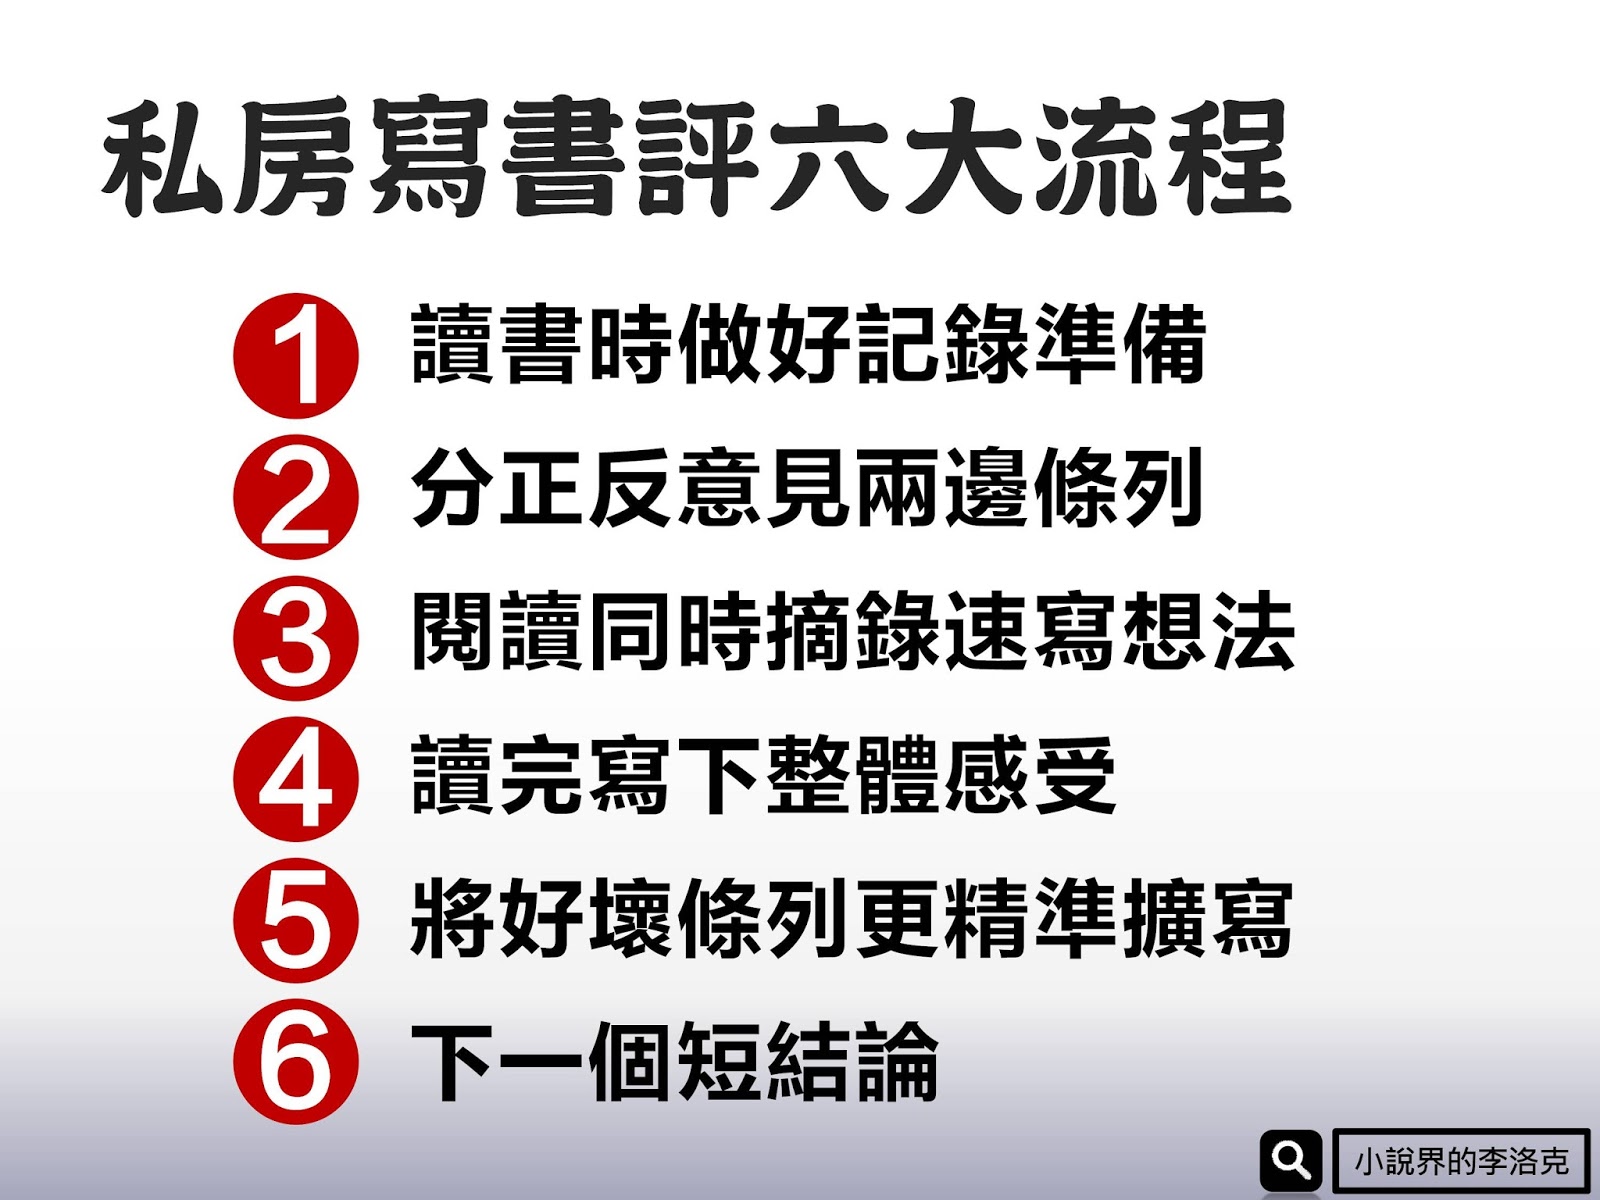 私房寫書評六大流程
1 讀書時做好記錄準備
2 分正反意見兩邊條列
3 閱讀同時摘錄速寫想法
4 讀完寫下整體感受
5 將好壞條列更精準擴寫
6 下一個短結論
小說界的李洛克